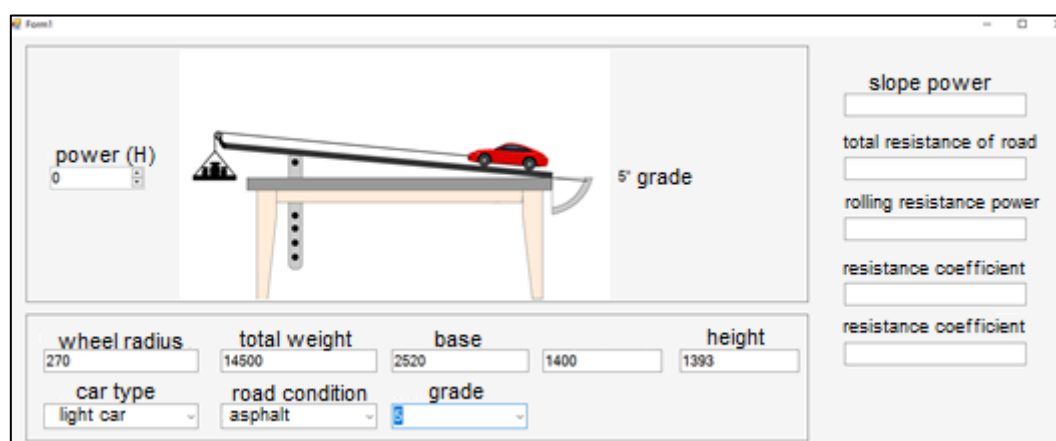 Form1
power (H)
0
5° grade
wheel radius
total weight
base
height
270
14500
2520
1400
1393
car type
road condition
grade
light car
asphalt
5
slope power
total resistance of road
rolling resistance power
resistance coefficient
resistance coefficient